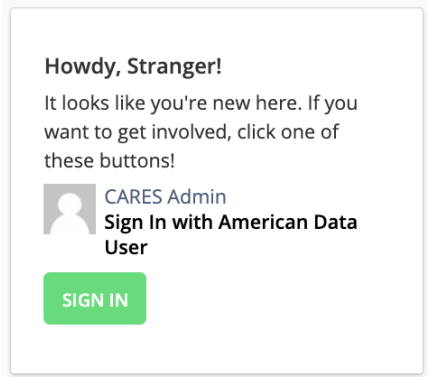 Howdy, Stranger!
It looks like you're new here. If you
want to get involved, click one of
these buttons!
CARES Admin
Sign In with American Data
User
SIGN IN